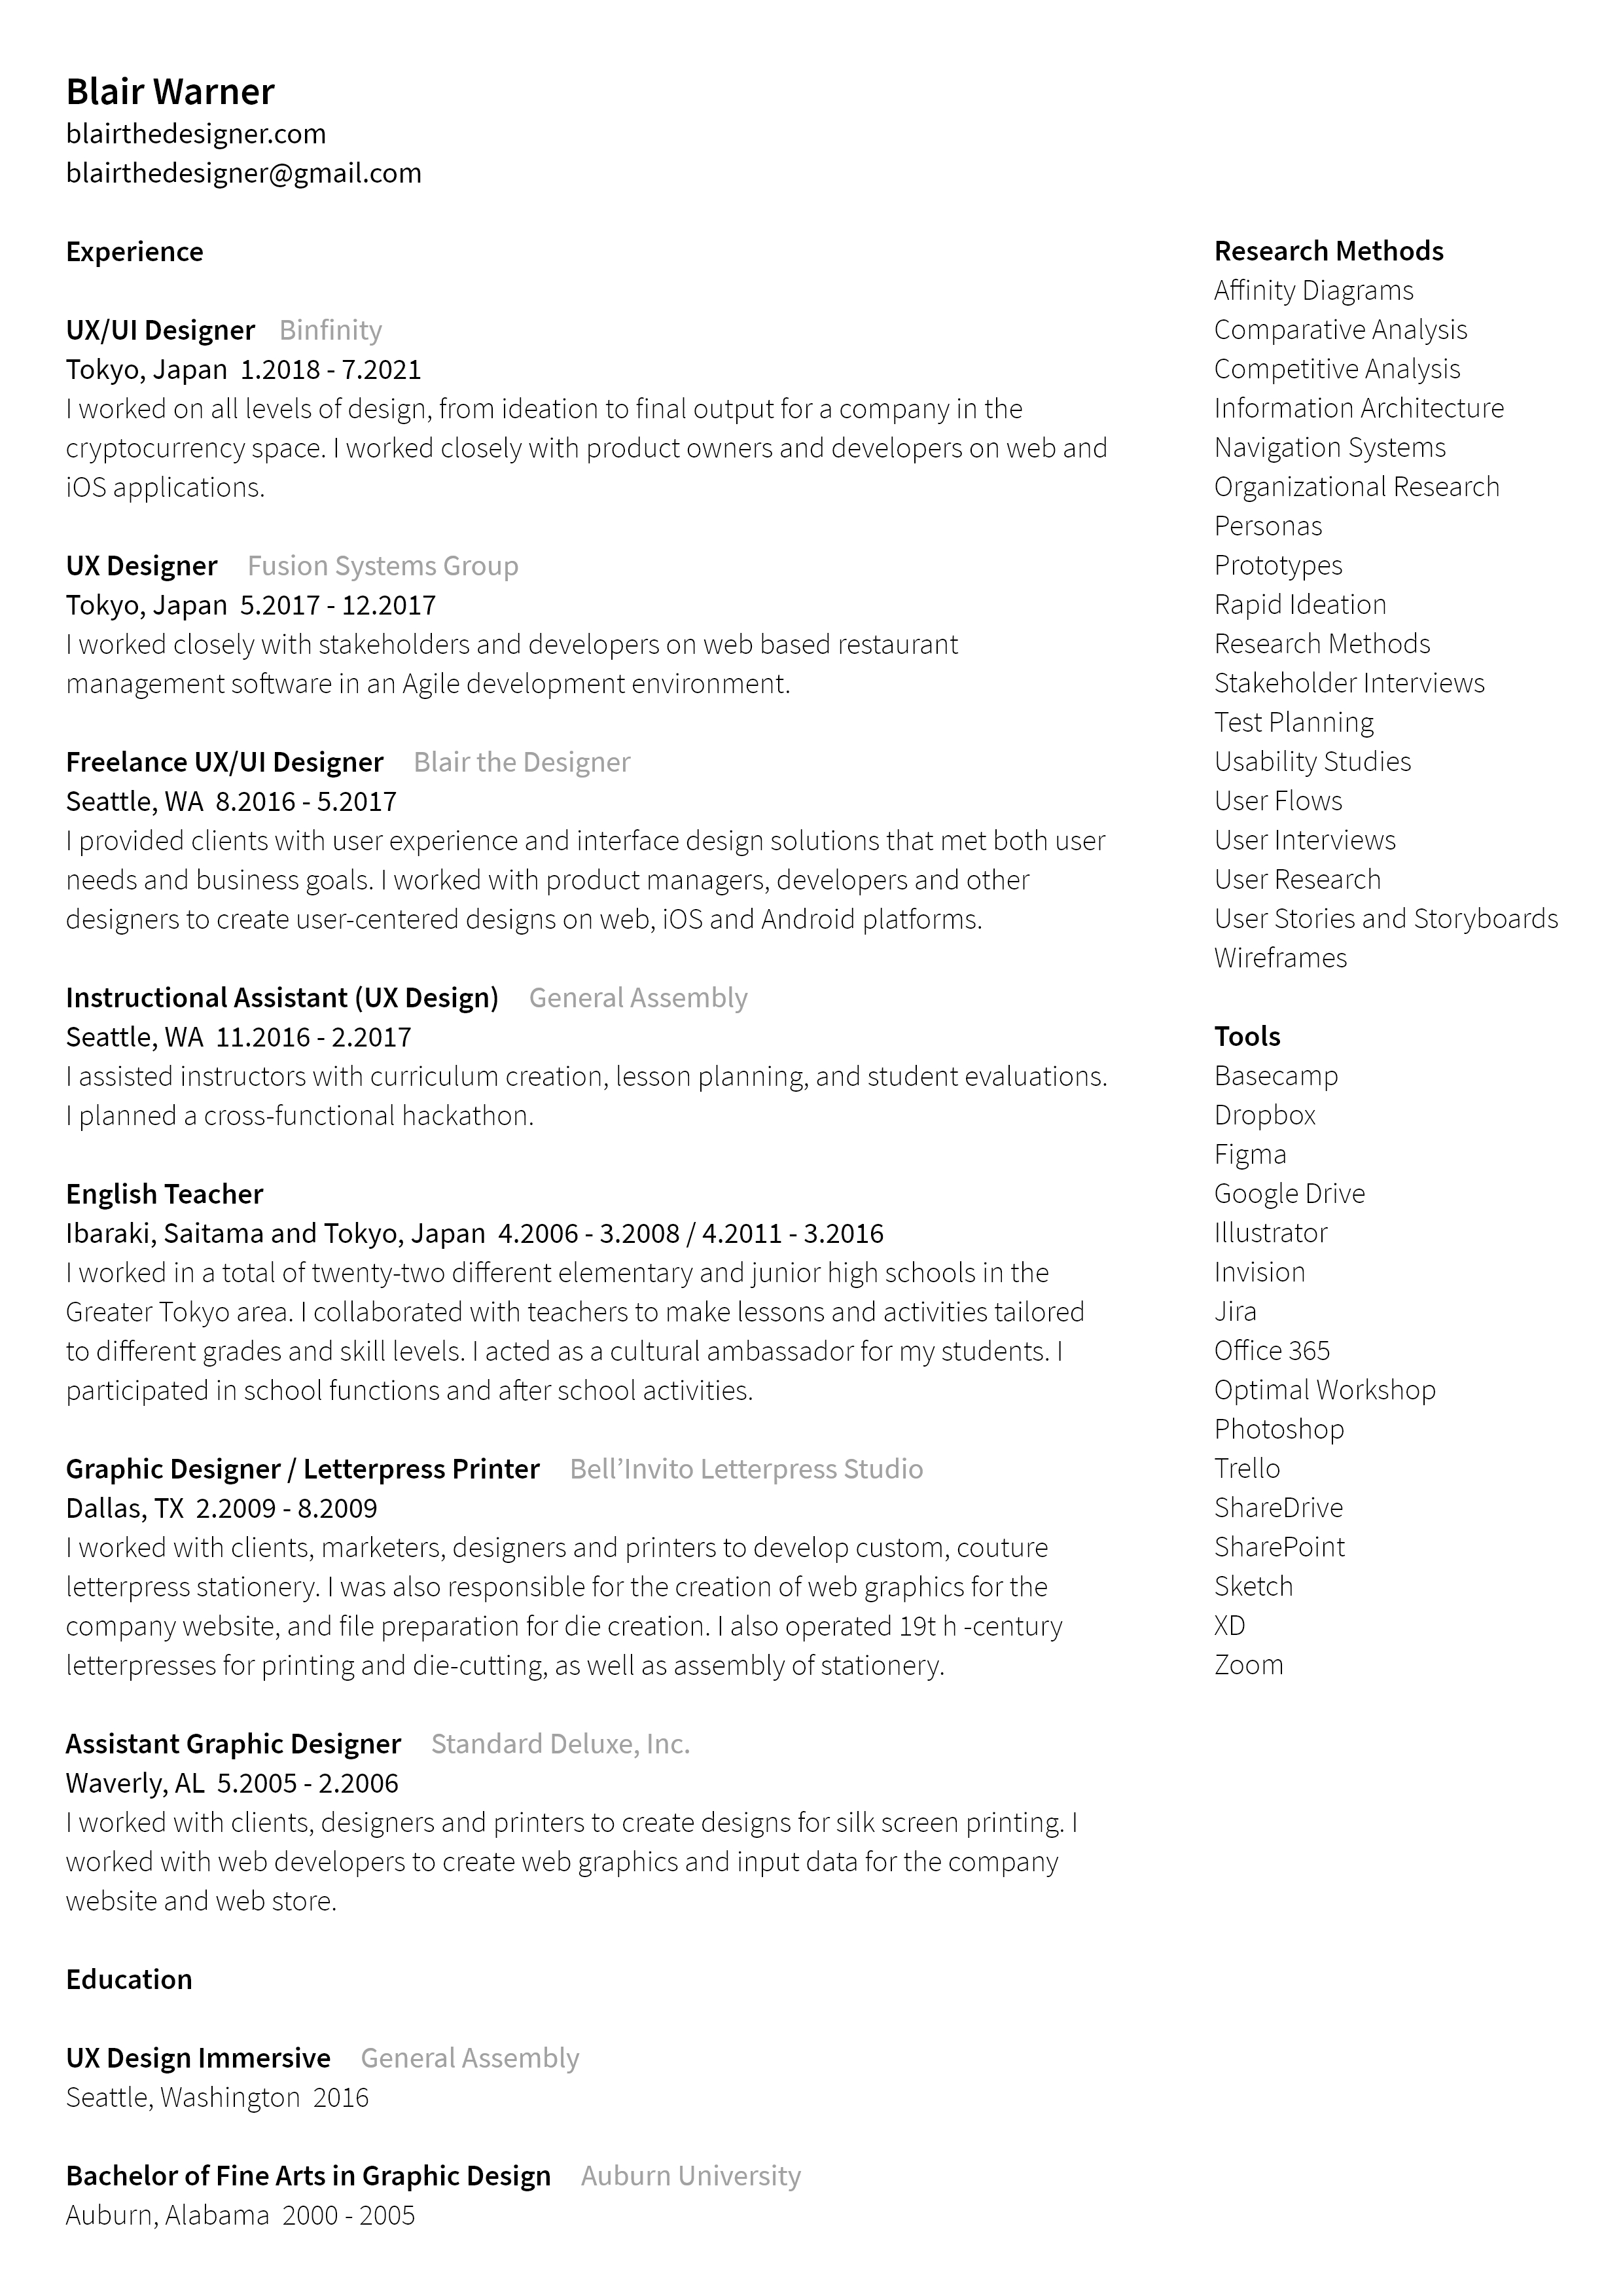 Blair Warner
blairthedesigner.com
blairthedesigner@gmail.com
Experience
UX/UI Designer Binfinity
Tokyo, Japan 1.2018 - 7.2021
I worked on all levels of design, from ideation to final output for a company in the
cryptocurrency space. I worked closely with product owners and developers on web and
iOS applications.
UX Designer Fusion Systems Group
Tokyo, Japan 5.2017 - 12.2017
I worked closely with stakeholders and developers on web based restaurant
management software in an Agile development environment.
Freelance UX/UI Designer Blair the Designer
Seattle, WA 8.2016 - 5.2017
I provided clients with user experience and interface design solutions that met both user
needs and business goals. I worked with product managers, developers and other
designers to create user-centered designs on web, iOS and Android platforms.
Instructional Assistant (UX Design) General Assembly
Seattle, WA 11.2016 - 2.2017
I assisted instructors with curriculum creation, lesson planning, and student evaluations.
I planned a cross-functional hackathon.
English Teacher
Ibaraki, Saitama and Tokyo, Japan 4.2006 - 3.2008 / 4.2011 - 3.2016
I worked in a total of twenty-two different elementary and junior high schools in the
Greater Tokyo area. I collaborated with teachers to make lessons and activities tailored
to different grades and skill levels. I acted as a cultural ambassador for my students. I
participated in school functions and after school activities.
Graphic Designer / Letterpress Printer Bell’Invito Letterpress Studio
Dallas, TX 2.2009 - 8.2009
I worked with clients, marketers, designers and printers to develop custom, couture
letterpress stationery. I was also responsible for the creation of web graphics for the
company website, and file preparation for die creation. I also operated 19t h -century
letterpresses for printing and die-cutting, as well as assembly of stationery.
Assistant Graphic Designer Standard Deluxe, Inc.
Waverly, AL 5.2005 - 2.2006
I worked with clients, designers and printers to create designs for silk screen printing. I
worked with web developers to create web graphics and input data for the company
website and web store.
Education
UX Design Immersive General Assembly
Seattle, Washington 2016
Bachelor of Fine Arts in Graphic Design Auburn University
Auburn, Alabama 2000 - 2005
Research Methods
Affinity Diagrams
Comparative Analysis
Competitive Analysis
Information Architecture
Navigation Systems
Organizational Research
Personas
Prototypes
Rapid Ideation
Research Methods
Stakeholder Interviews
Test Planning
Usability Studies
User Flows
User Interviews
User Research
User Stories and Storyboards
Wireframes
Tools
Basecamp
Dropbox
Figma
Google Drive
Illustrator
Invision
Jira
Office 365
Optimal Workshop
Photoshop
Trello
ShareDrive
SharePoint
Sketch
XD
Zoom